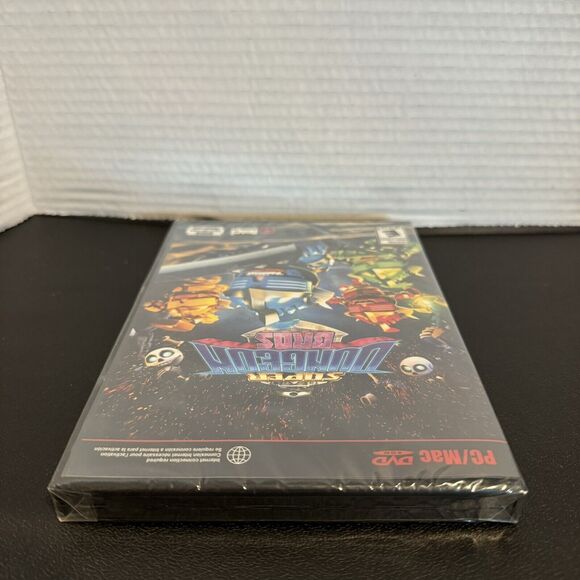 PC/Mac DVD
Internet connection required
Connexion Internet nécessaire pour l'activation
Se requiere conexión a Internet para la activación
SUPER
DUNGEON
BROS
E